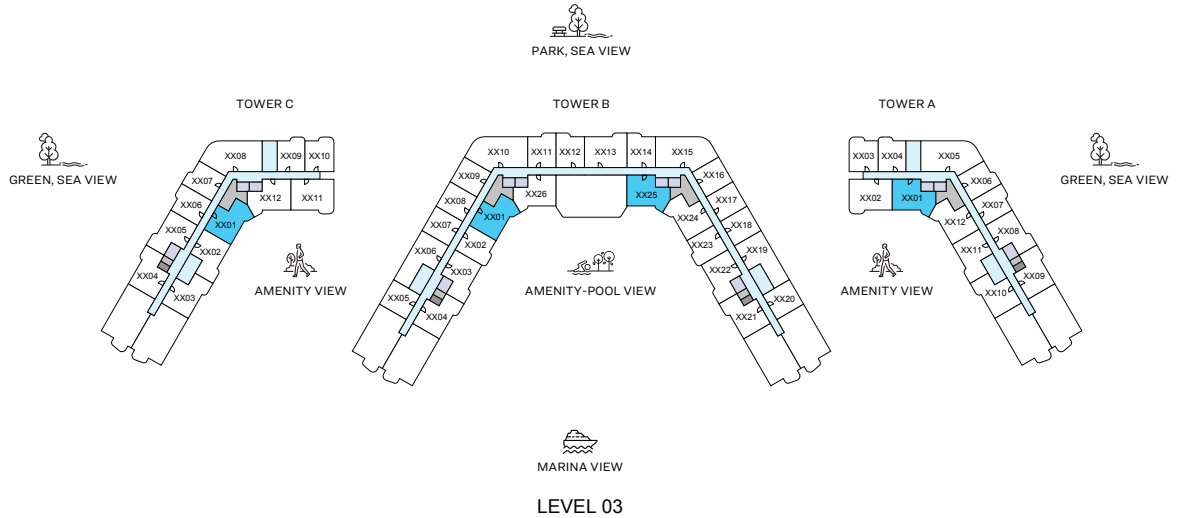 PARK, SEA VIEW
TOWER C
TOWER B
TOWER A
GREEN, SEA VIEW
GREEN, SEA VIEW
XX08
XX09
XX10
XX07
XX12
XX11
XX06
XX01
XX05
XX02
XX04
XX03
AMENITY VIEW
XX10
XX11
XX12
XX13
XX14
XX15
XX09
XX26
XX25
XX16
XX08
XX01
XX24
XX17
XX07
XX02
XX23
XX18
XX06
XX03
XX22
XX19
XX05
XX04
XX21
XX20
AMENITY-POOL VIEW
XX03
XX04
XX05
XX02
XX01
XX06
XX12
XX07
XX11
XX08
XX10
XX09
AMENITY VIEW
MARINA VIEW
LEVEL 03